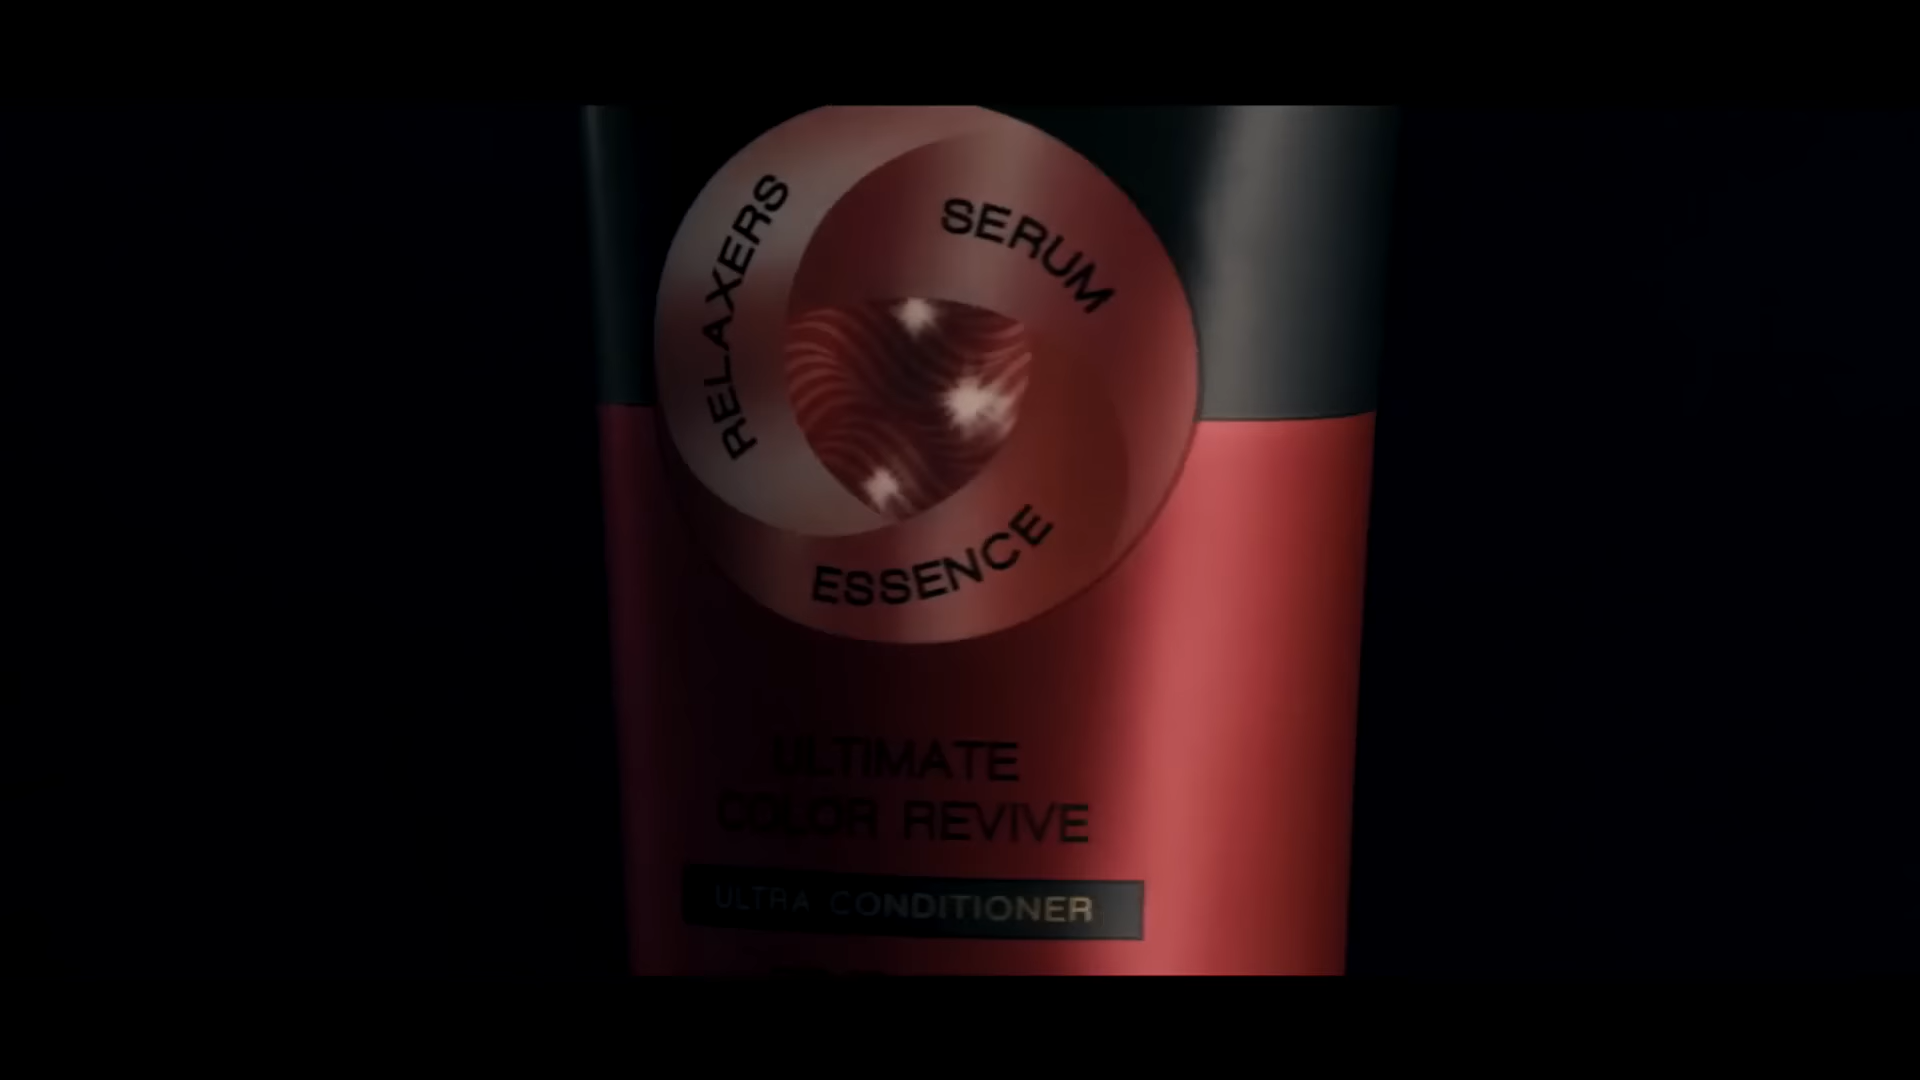 RELAXERS
SERUM
ESSENCE
ULTIMATE
COLOR REVIVE
ULTRA CONDITIONER